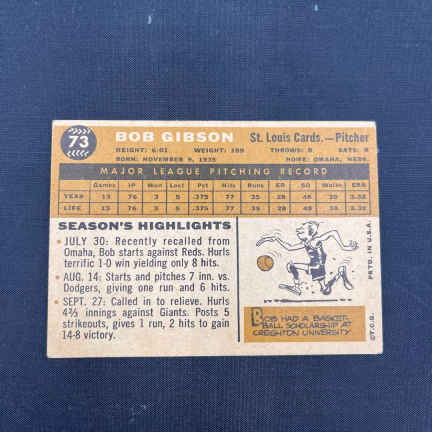 73
BOB GIBSON
St. Louis Cards.—Pitcher
HEIGHT: 6:01 WEIGHT: 189 THROWS: R BATS: R
BORN: NOVEMBER 9, 1935 HOME: OMAHA, NEBR.
MAJOR LEAGUE PITCHING RECORD
Games IP Won Lost Pct Hits Runs ER SO Walks ERA
YEAR 13 76 3 5 .375 77 35 28 48 39 3.32
LIFE 13 76 3 5 .375 77 35 28 48 39 3.32
SEASON'S HIGHLIGHTS
• JULY 30: Recently recalled from
Omaha, Bob starts against Reds. Hurls
terrific 1-0 win yielding only 8 hits.
• AUG. 14: Starts and pitches 7 inn. vs.
Dodgers, giving one run and 6 hits.
• SEPT. 27: Called in to relieve. Hurls
4⅔ innings against Giants. Posts 5
strikeouts, gives 1 run, 2 hits to gain
14-8 victory.
BOB HAD A BASKET-
BALL SCHOLARSHIP AT
CREIGHTON UNIVERSITY
©T.C.G. PRTD. IN U.S.A.